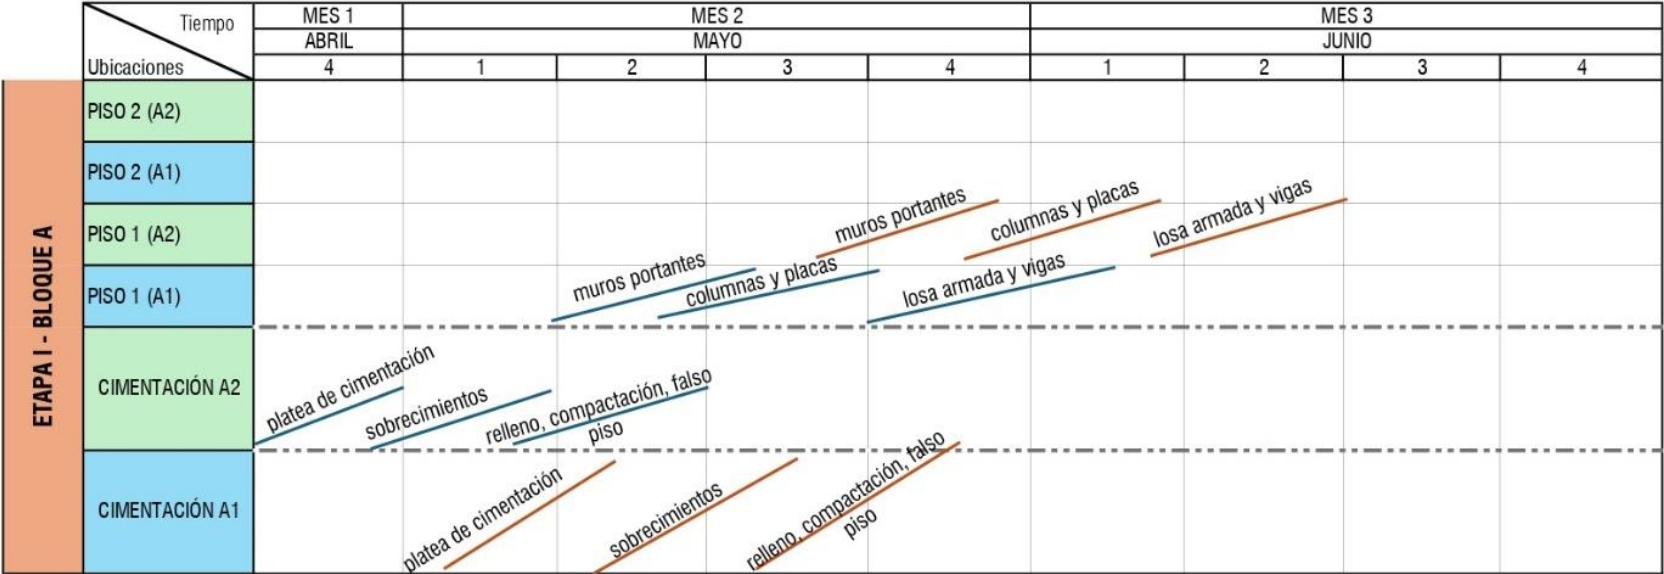 Tiempo
Ubicaciones
MES 1
MES 2
MES 3
ABRIL
MAYO
JUNIO
4
1
2
3
4
1
2
3
4
ETAPA I - BLOQUE A
PISO 2 (A2)
PISO 2 (A1)
PISO 1 (A2)
muros portantes
columnas y placas
losa armada y vigas
PISO 1 (A1)
muros portantes
columnas y placas
losa armada y vigas
CIMENTACIÓN A2
platea de cimentación
sobrecimientos
relleno, compactación, falso
piso
CIMENTACIÓN A1
platea de cimentación
sobrecimientos
relleno, compactación, falso
piso